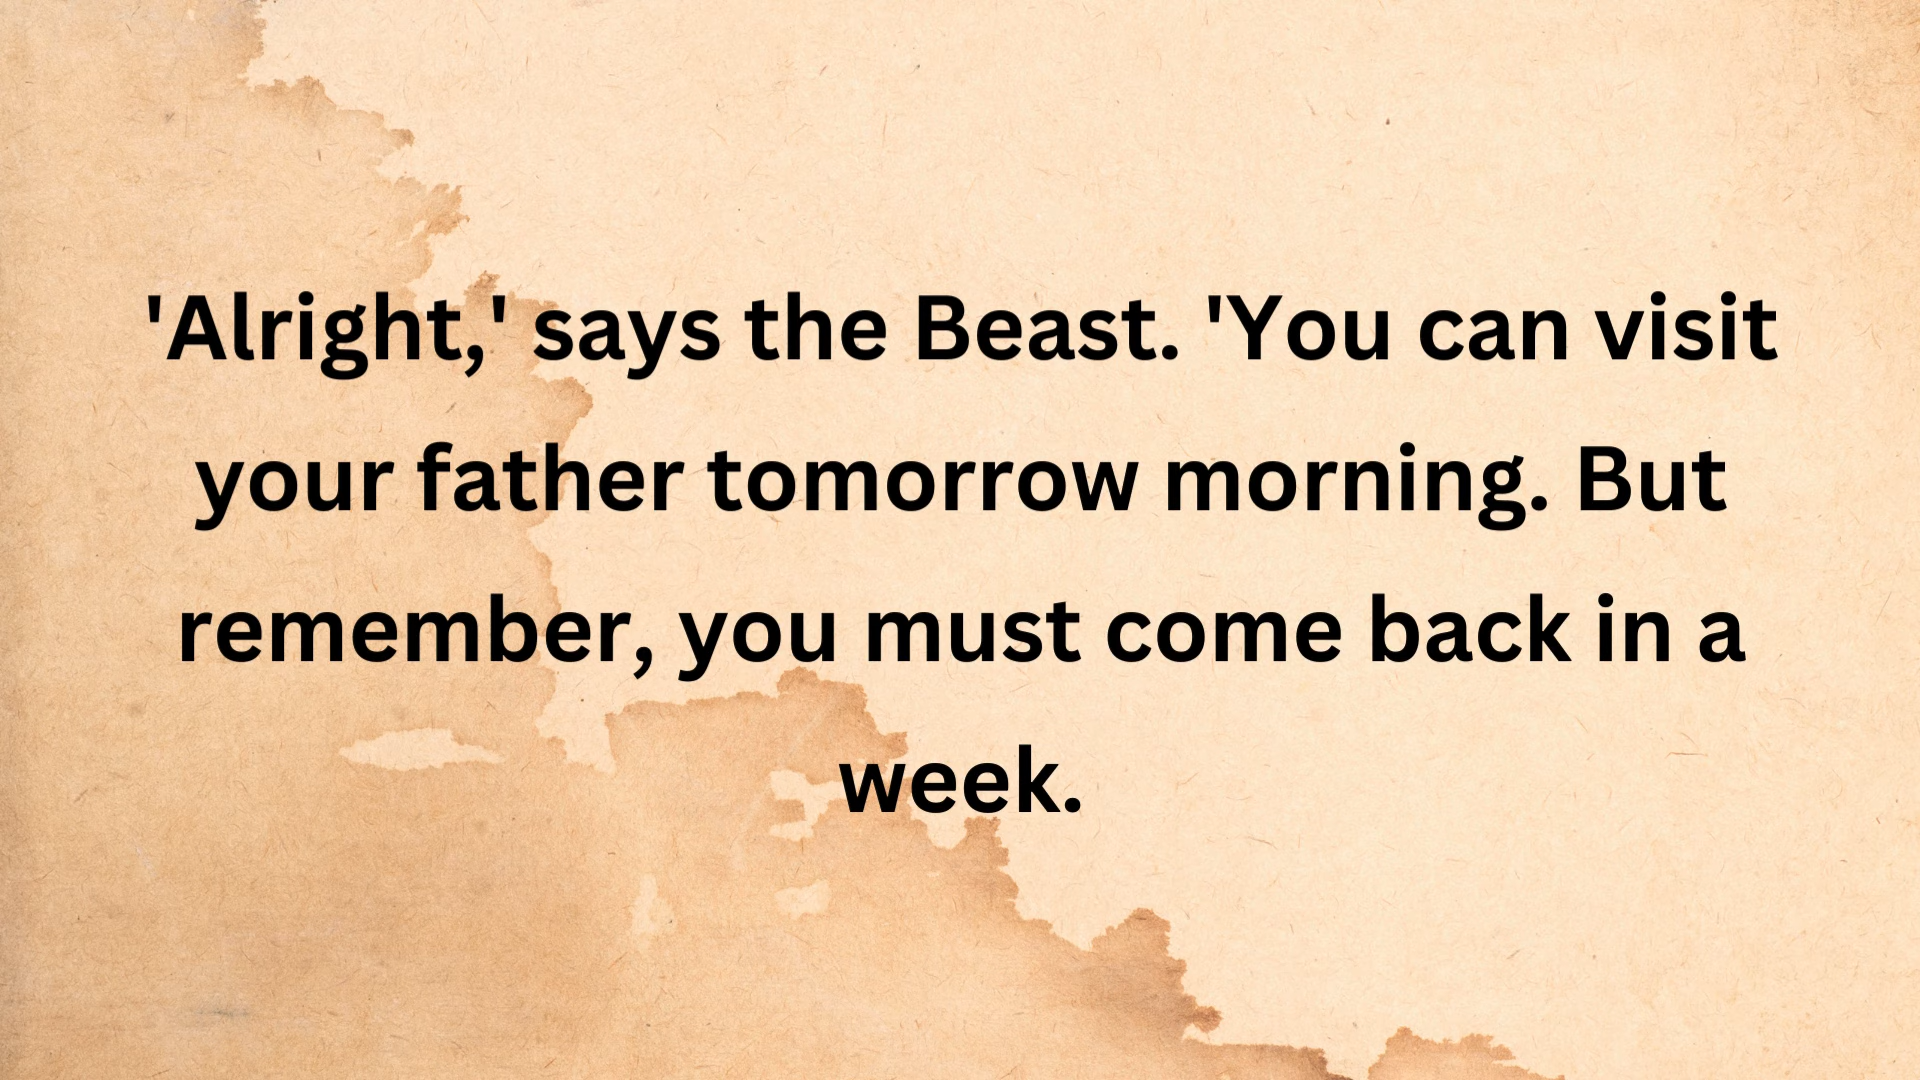 'Alright,' says the Beast. 'You can visit
your father tomorrow morning. But
remember, you must come back in a
week.